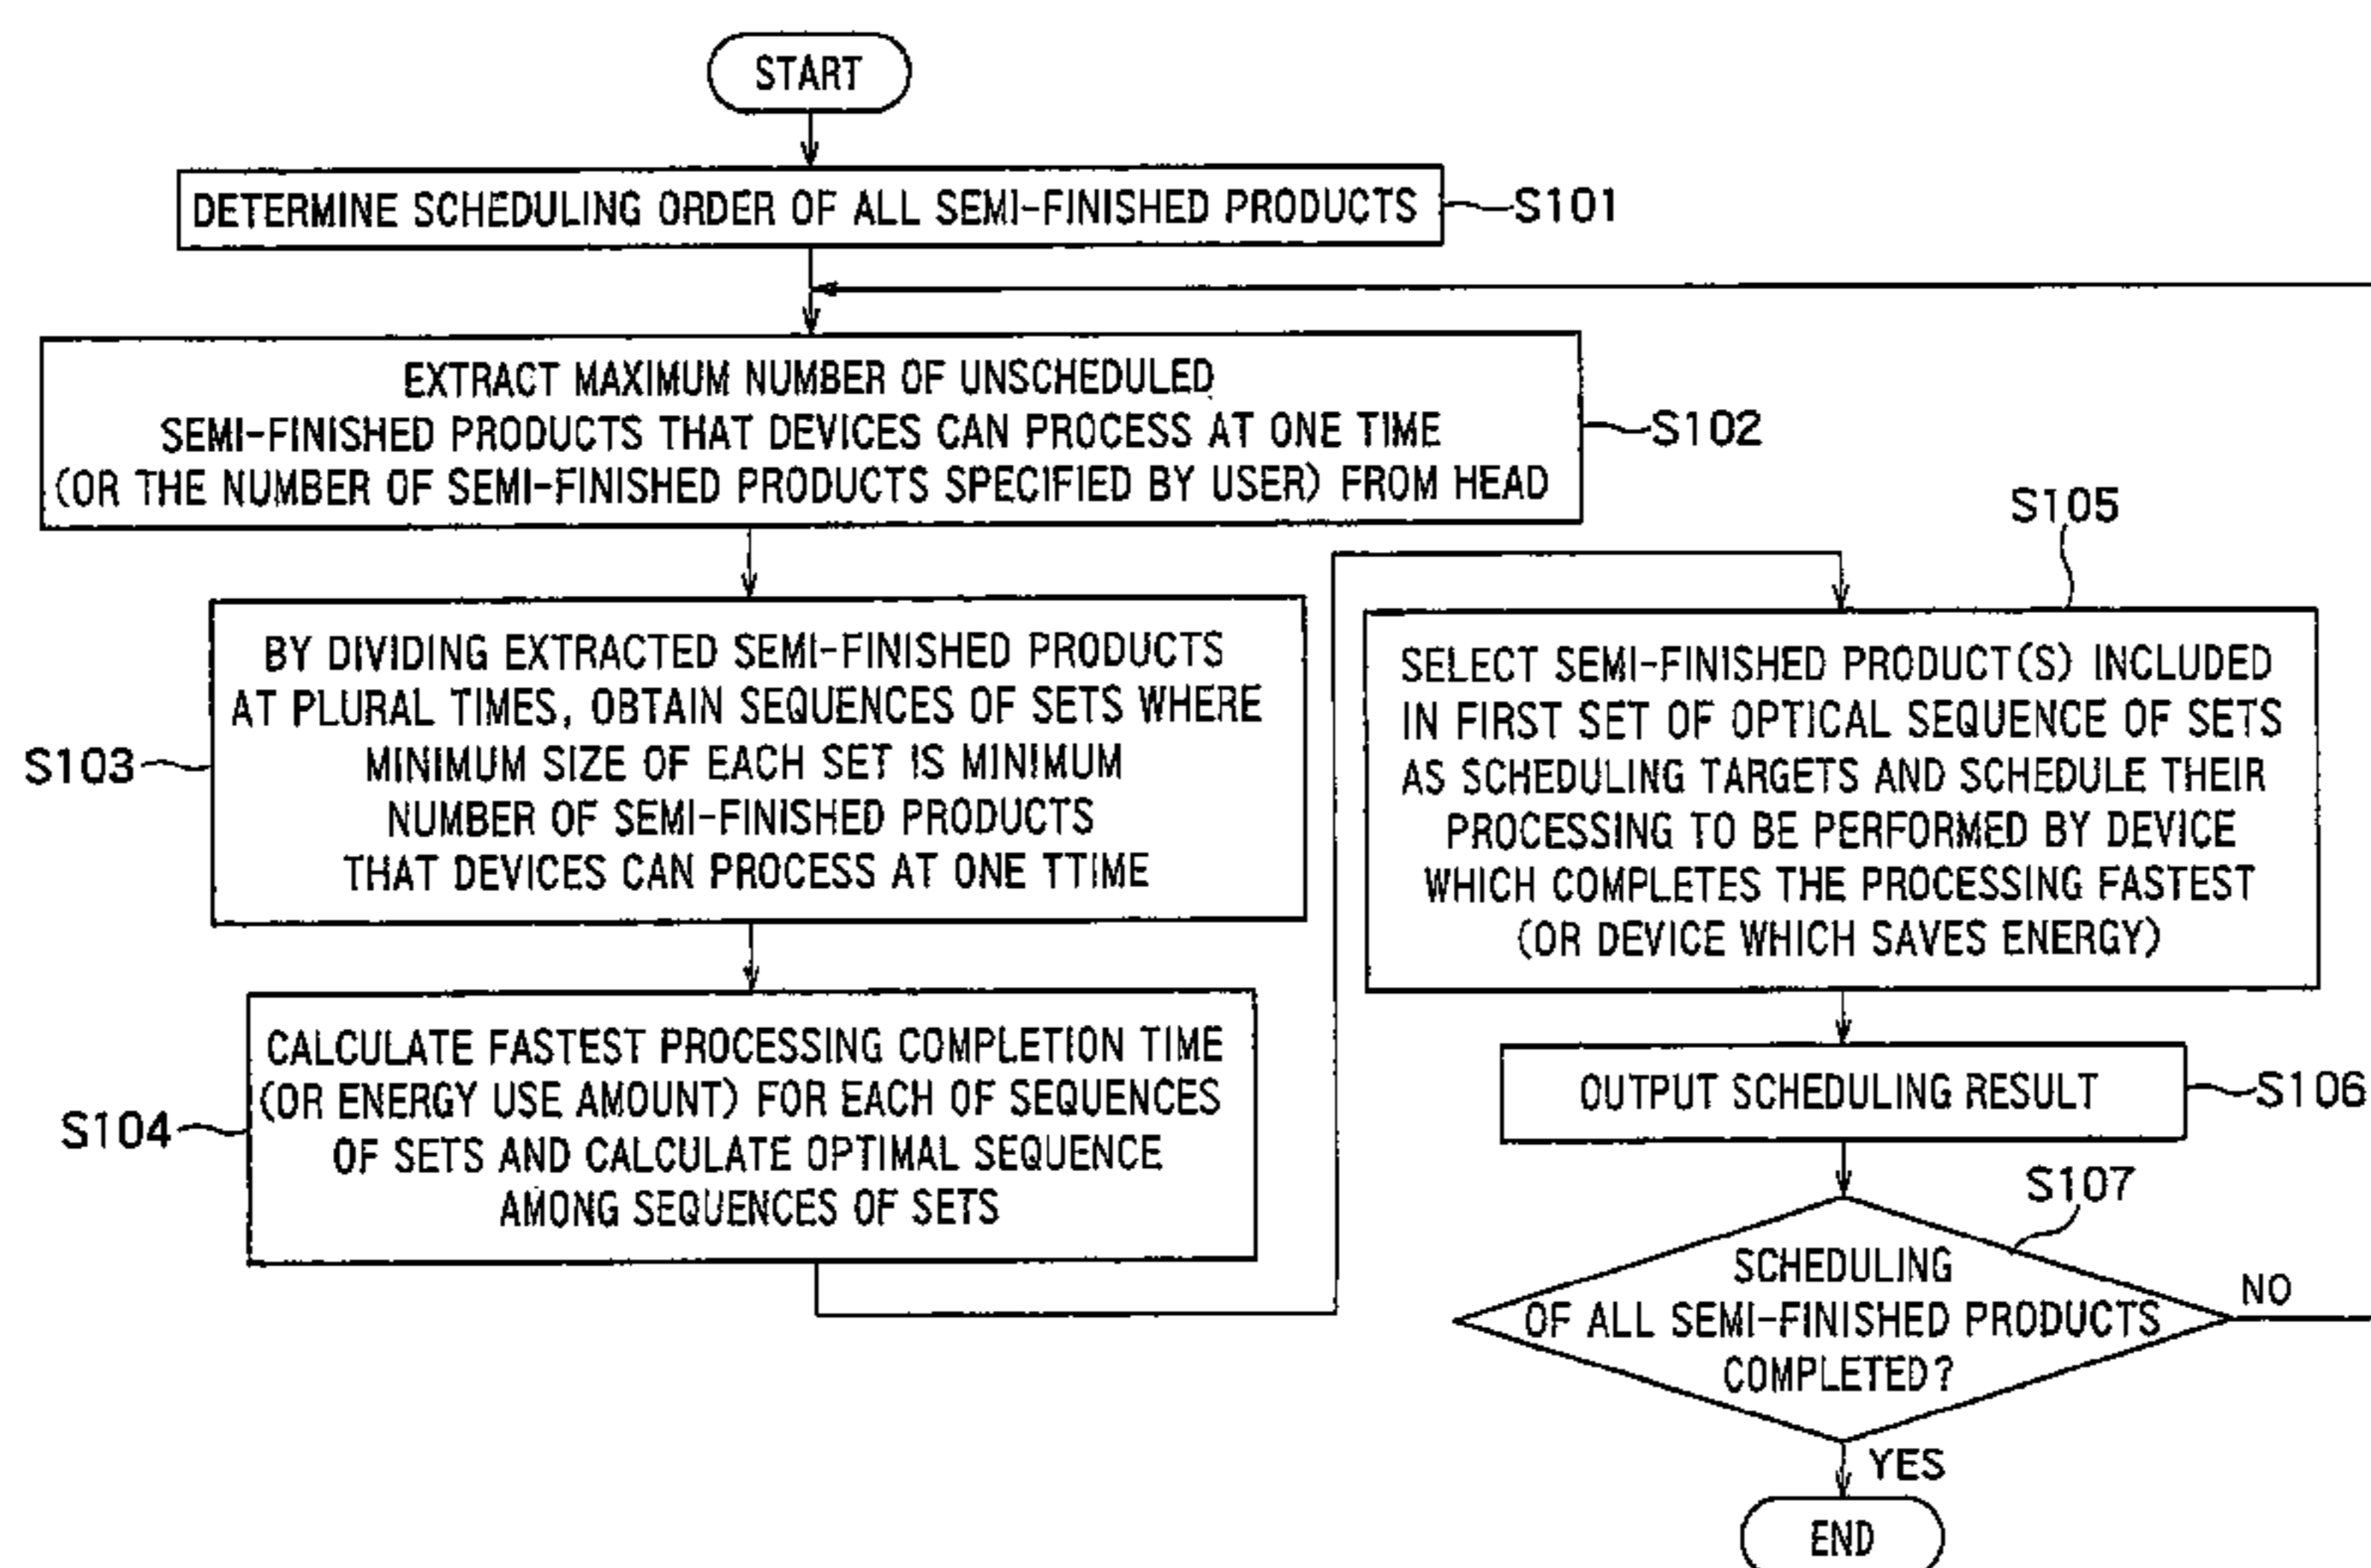 START
DETERMINE SCHEDULING ORDER OF ALL SEMI-FINISHED PRODUCTS
S101
EXTRACT MAXIMUM NUMBER OF UNSCHEDULED
SEMI-FINISHED PRODUCTS THAT DEVICES CAN PROCESS AT ONE TIME
(OR THE NUMBER OF SEMI-FINISHED PRODUCTS SPECIFIED BY USER) FROM HEAD
S102
BY DIVIDING EXTRACTED SEMI-FINISHED PRODUCTS
AT PLURAL TIMES, OBTAIN SEQUENCES OF SETS WHERE
MINIMUM SIZE OF EACH SET IS MINIMUM
NUMBER OF SEMI-FINISHED PRODUCTS
THAT DEVICES CAN PROCESS AT ONE TTIME
S103
CALCULATE FASTEST PROCESSING COMPLETION TIME
(OR ENERGY USE AMOUNT) FOR EACH OF SEQUENCES
OF SETS AND CALCULATE OPTIMAL SEQUENCE
AMONG SEQUENCES OF SETS
S104
S105
SELECT SEMI-FINISHED PRODUCT(S) INCLUDED
IN FIRST SET OF OPTICAL SEQUENCE OF SETS
AS SCHEDULING TARGETS AND SCHEDULE THEIR
PROCESSING TO BE PERFORMED BY DEVICE
WHICH COMPLETES THE PROCESSING FASTEST
(OR DEVICE WHICH SAVES ENERGY)
OUTPUT SCHEDULING RESULT
S106
S107
SCHEDULING
OF ALL SEMI-FINISHED PRODUCTS
COMPLETED?
NO
YES
END